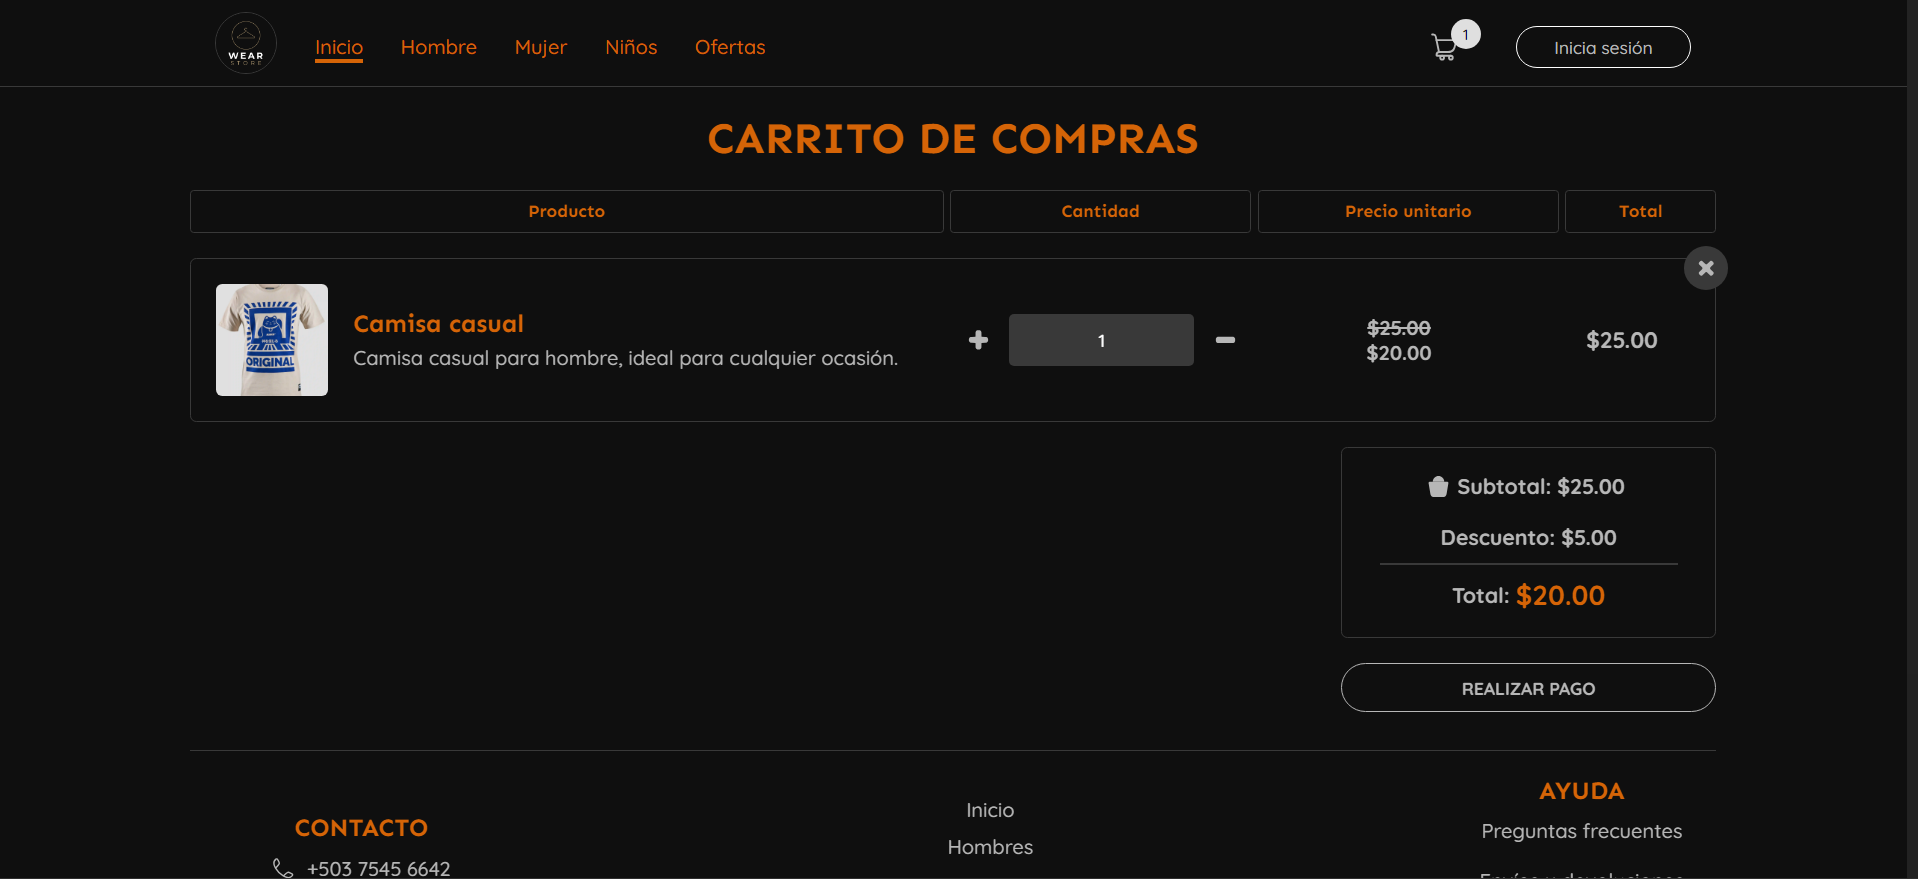 WEAR
STORE
Inicio
Hombre
Mujer
Niños
Ofertas
1
Inicia sesión
CARRITO DE COMPRAS
Producto
Cantidad
Precio unitario
Total
ORIGINAL
Camisa casual
Camisa casual para hombre, ideal para cualquier ocasión.
1
$25.00
$20.00
$25.00
Subtotal: $25.00
Descuento: $5.00
Total: $20.00
REALIZAR PAGO
CONTACTO
+503 7545 6642
Inicio
Hombres
AYUDA
Preguntas frecuentes
Envíos y devoluciones